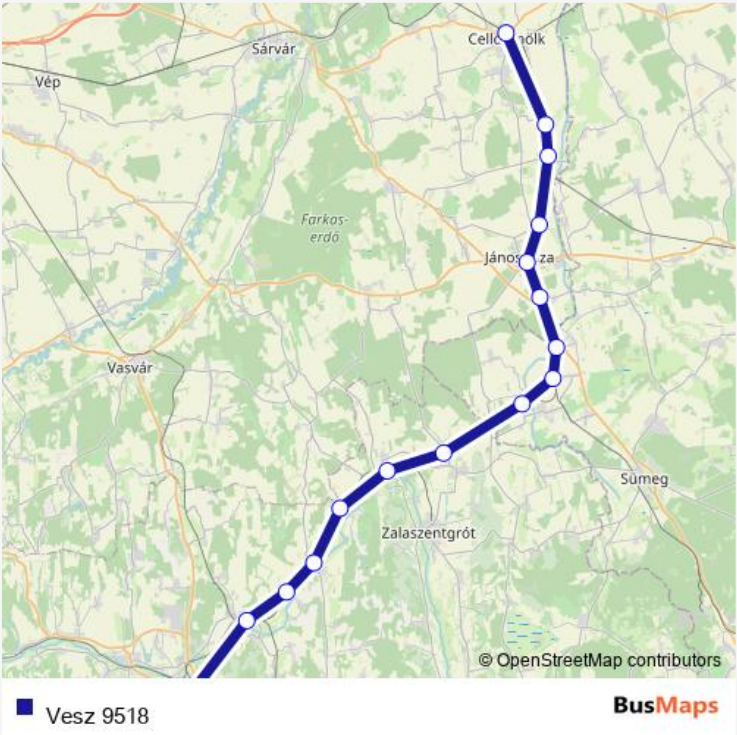 Sárvár
Vép
Farkas-
erdő
Vasvár
Sümeg
Zalaszentgrót
© OpenStreetMap contributors
Vesz 9518
BusMaps